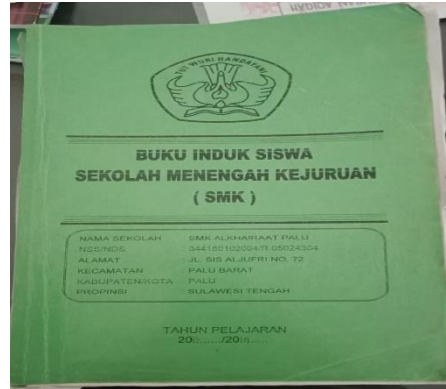 TUT WURI HANDAYANI
BUKU INDUK SISWA
SEKOLAH MENENGAH KEJURUAN
( SMK )
NAMA SEKOLAH : SMK ALKHAIRAAT PALU
NSS/NDS
ALAMAT : JL. SIS ALJUFRI NO. 72
KECAMATAN : PALU BARAT
KABUPATEN/KOTA : PALU
PROPINSI : SULAWESI TENGAH
TAHUN PELAJARAN